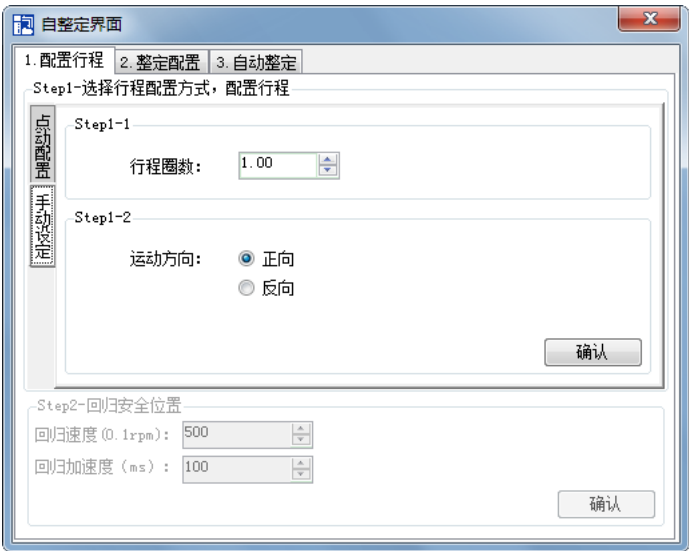 自整定界面
1.配置行程 2.整定配置 3.自动整定
Step1-选择行程配置方式，配置行程
点动配置
手动设定
Step1-1
行程圈数： 1.00
Step1-2
运动方向： 正向
反向
确认
Step2-回归安全位置
回归速度(0.1rpm)： 500
回归加速度（ms）： 100
确认